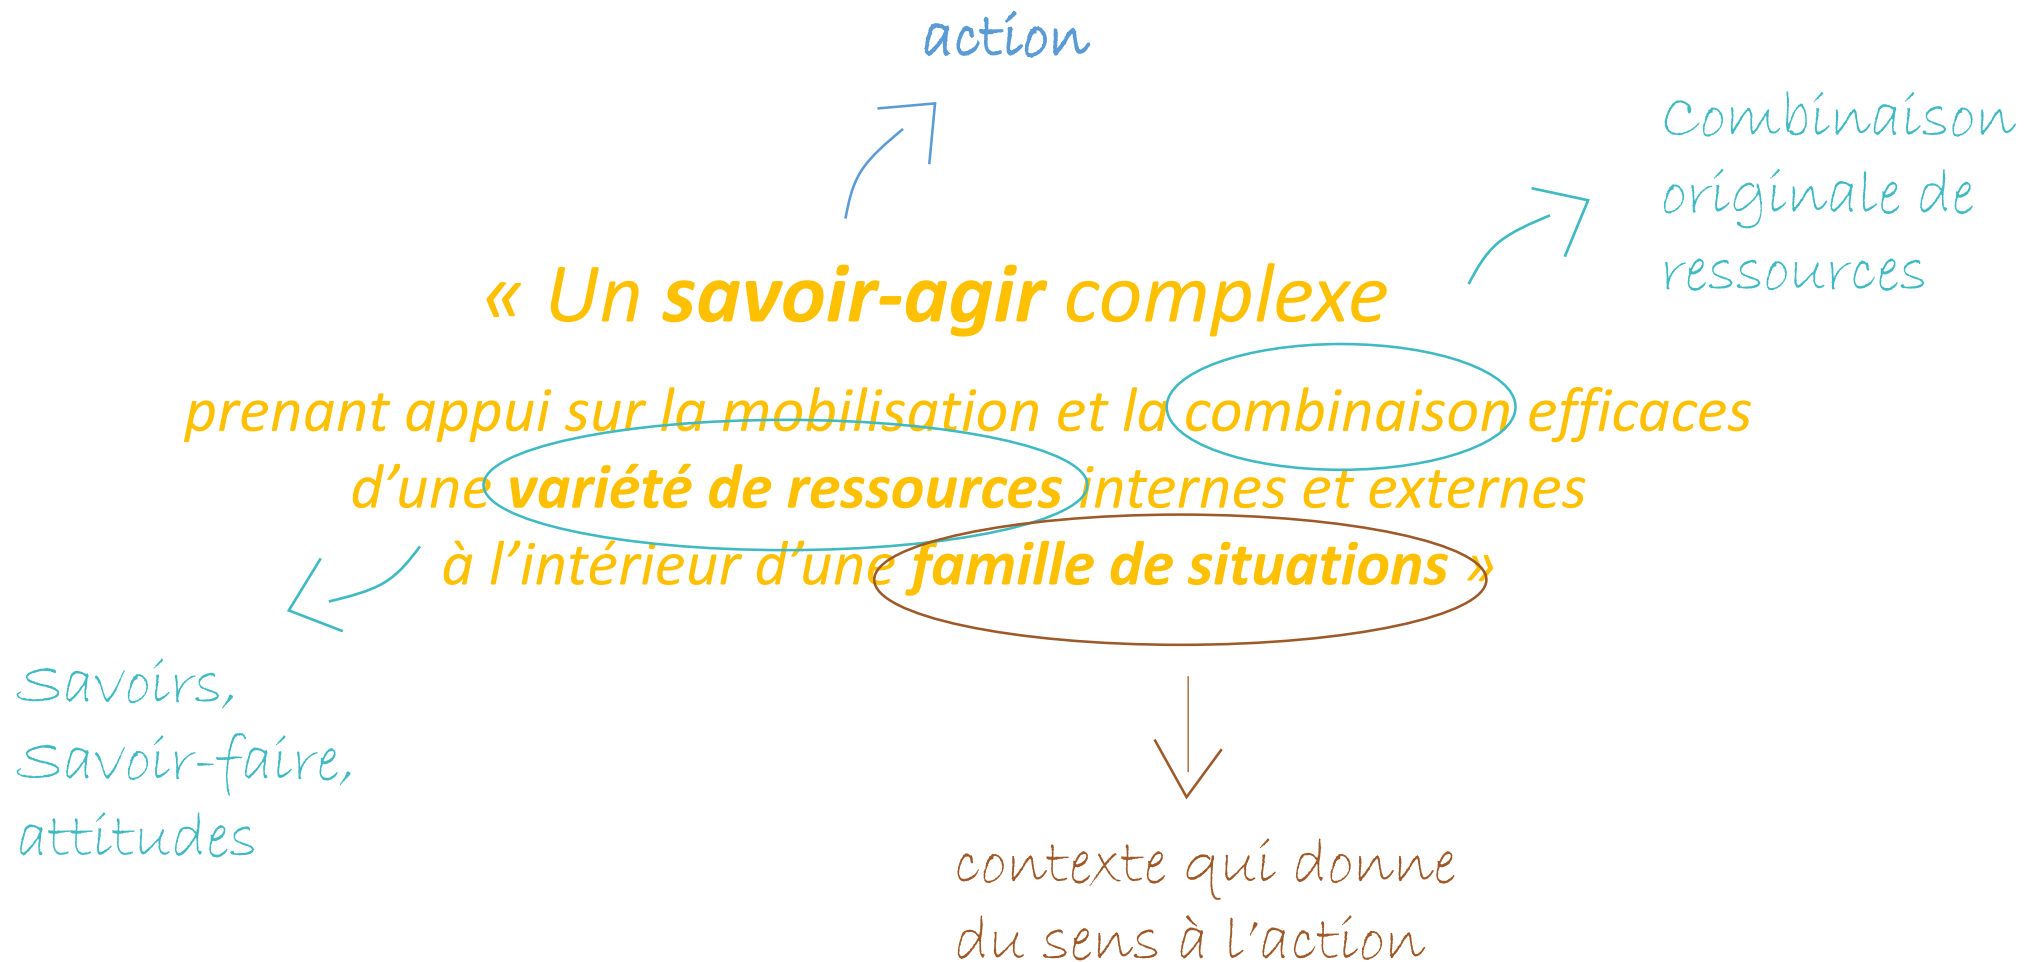 action
Combinaison
originale de
ressources
« Un savoir-agir complexe
prenant appui sur la mobilisation et la combinaison efficaces
d’une variété de ressources internes et externes
à l’intérieur d’une famille de situations »
Savoirs,
Savoir-faire,
attitudes
contexte qui donne
du sens à l’action